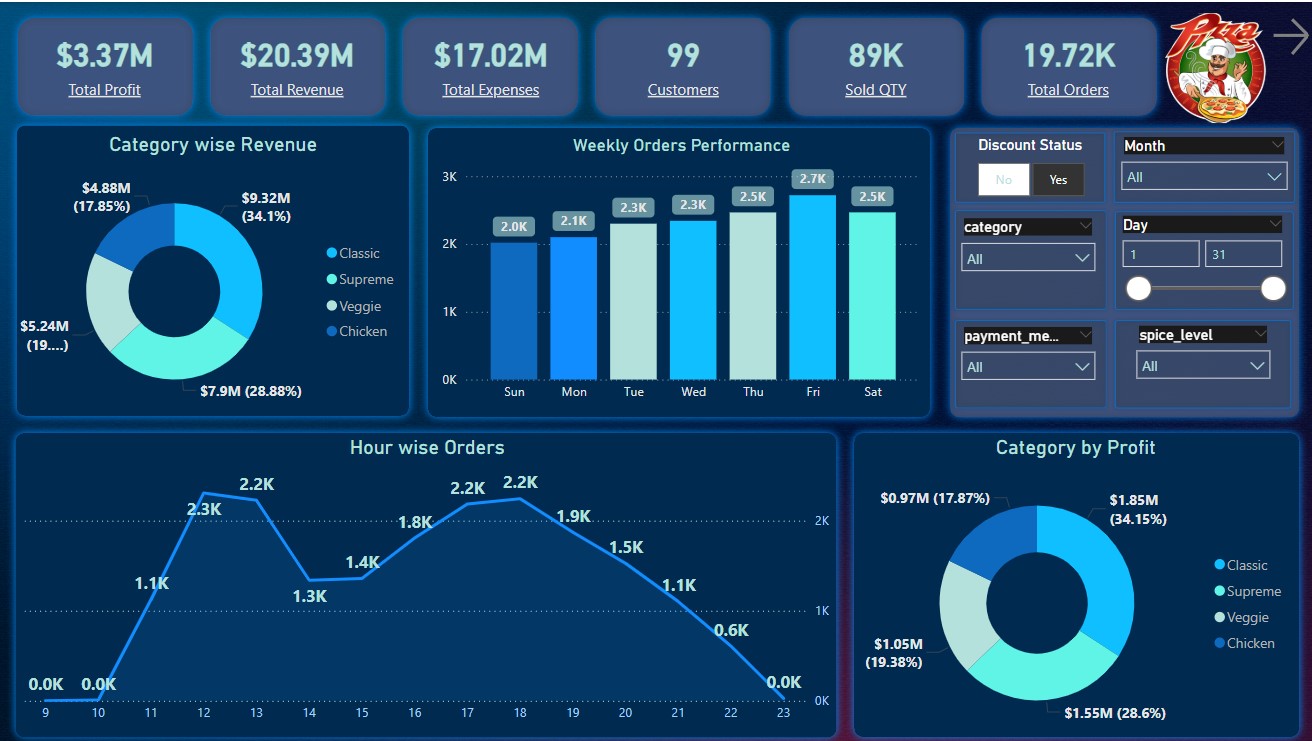 $3.37M
Total Profit
$20.39M
Total Revenue
$17.02M
Total Expenses
99
Customers
89K
Sold QTY
19.72K
Total Orders
Pizza
Category wise Revenue
$4.88M
(17.85%)
$9.32M
(34.1%)
$5.24M
(19....)
$7.9M (28.88%)
Classic
Supreme
Veggie
Chicken
Weekly Orders Performance
3K
2K
1K
0K
2.0K
2.1K
2.3K
2.3K
2.5K
2.7K
2.5K
Sun
Mon
Tue
Wed
Thu
Fri
Sat
Discount Status
No
Yes
Month
All
category
All
Day
1
31
payment_me...
All
spice_level
All
Hour wise Orders
0.0K
0.0K
1.1K
2.3K
2.2K
1.3K
1.4K
1.8K
2.2K
2.2K
1.9K
1.5K
1.1K
0.6K
0.0K
2K
1K
0K
9
10
11
12
13
14
15
16
17
18
19
20
21
22
23
Category by Profit
$0.97M (17.87%)
$1.85M
(34.15%)
$1.05M
(19.38%)
$1.55M (28.6%)
Classic
Supreme
Veggie
Chicken